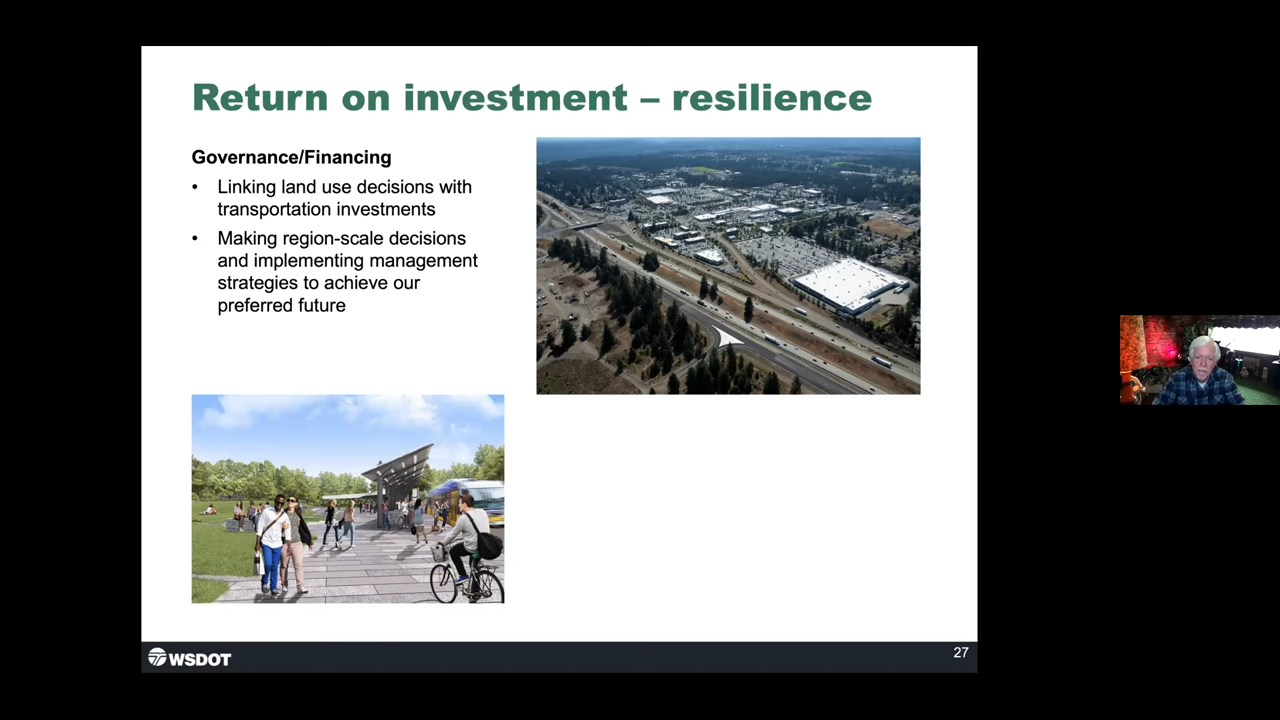 Return on investment – resilience
Governance/Financing
• Linking land use decisions with
transportation investments
• Making region-scale decisions
and implementing management
strategies to achieve our
preferred future
WSDOT
27